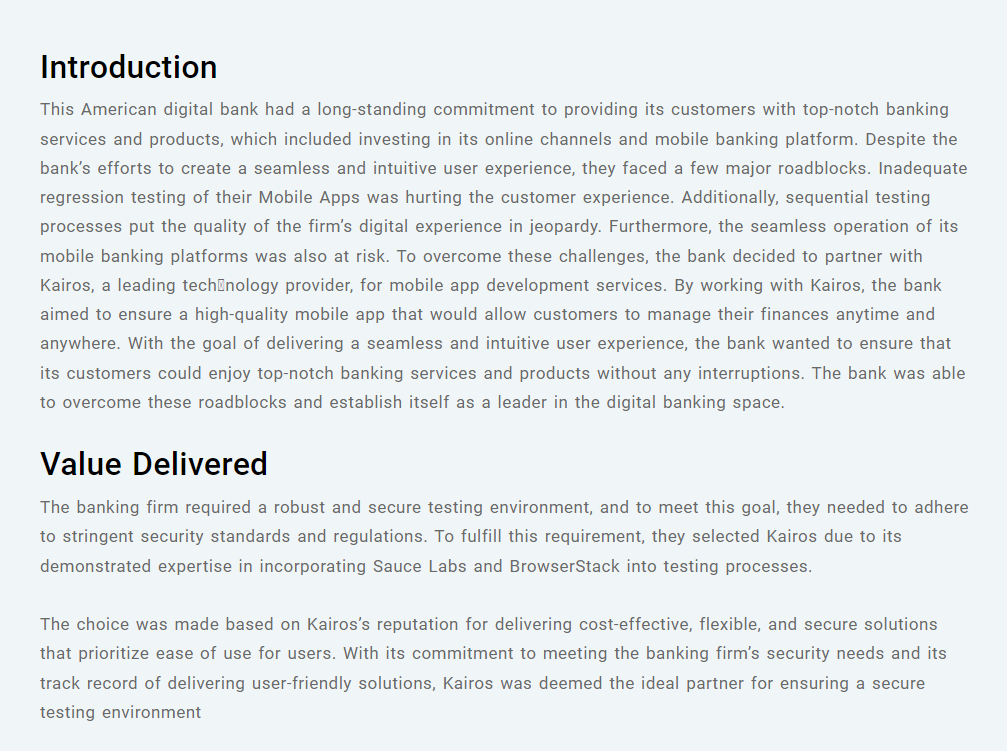 Introduction
This American digital bank had a long-standing commitment to providing its customers with top-notch banking
services and products, which included investing in its online channels and mobile banking platform. Despite the
bank’s efforts to create a seamless and intuitive user experience, they faced a few major roadblocks. Inadequate
regression testing of their Mobile Apps was hurting the customer experience. Additionally, sequential testing
processes put the quality of the firm’s digital experience in jeopardy. Furthermore, the seamless operation of its
mobile banking platforms was also at risk. To overcome these challenges, the bank decided to partner with
Kairos, a leading tech▯nology provider, for mobile app development services. By working with Kairos, the bank
aimed to ensure a high-quality mobile app that would allow customers to manage their finances anytime and
anywhere. With the goal of delivering a seamless and intuitive user experience, the bank wanted to ensure that
its customers could enjoy top-notch banking services and products without any interruptions. The bank was able
to overcome these roadblocks and establish itself as a leader in the digital banking space.
Value Delivered
The banking firm required a robust and secure testing environment, and to meet this goal, they needed to adhere
to stringent security standards and regulations. To fulfill this requirement, they selected Kairos due to its
demonstrated expertise in incorporating Sauce Labs and BrowserStack into testing processes.
The choice was made based on Kairos’s reputation for delivering cost-effective, flexible, and secure solutions
that prioritize ease of use for users. With its commitment to meeting the banking firm’s security needs and its
track record of delivering user-friendly solutions, Kairos was deemed the ideal partner for ensuring a secure
testing environment